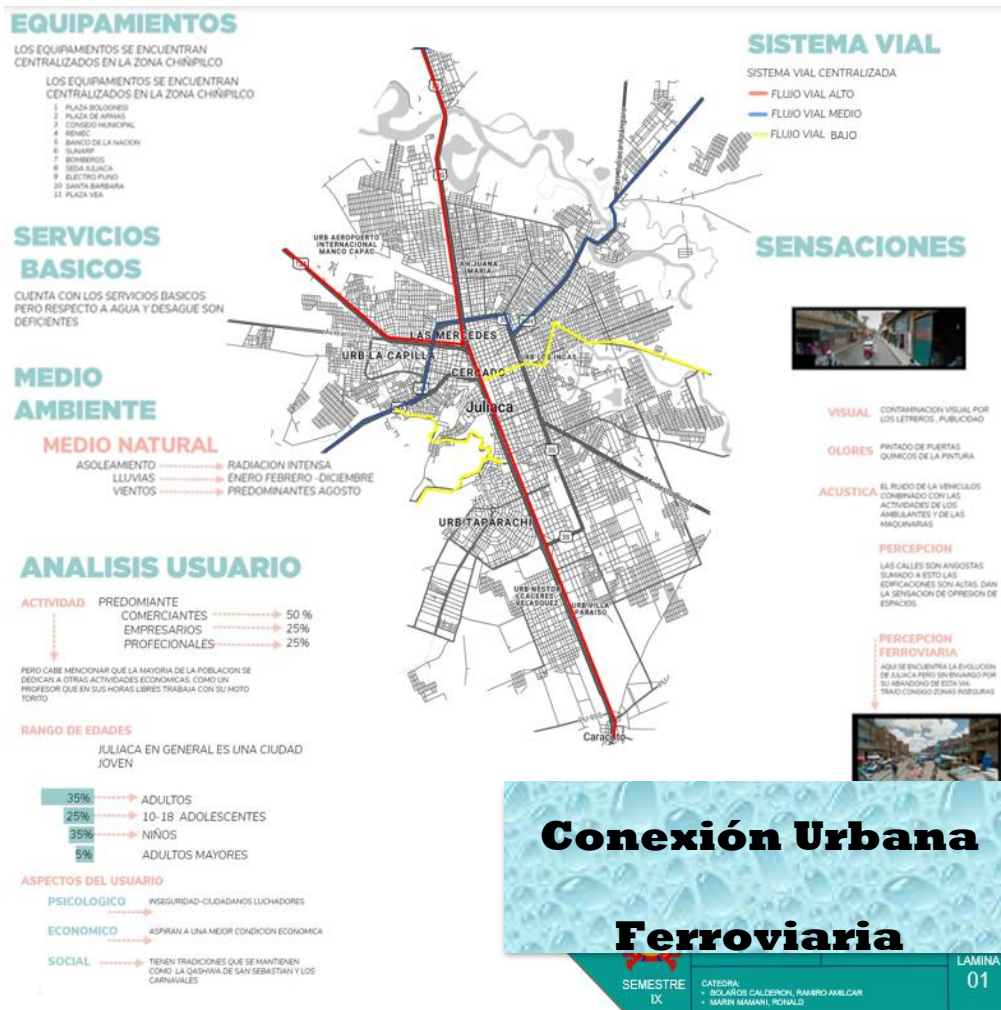 EQUIPAMIENTOS
LOS EQUIPAMIENTOS SE ENCUENTRAN
CENTRALIZADOS EN LA ZONA CHIÑIPILCO
LOS EQUIPAMIENTOS SE ENCUENTRAN
CENTRALIZADOS EN LA ZONA CHIÑIPILCO
1 PLAZA BOLOGNESI
2 PLAZA DE ARMAS
3 CONSEJO MUNICIPAL
4 RENIEC
5 BANCO DE LA NACION
6 SUNARP
7 BOMBEROS
8 SEDA JULIACA
9 ELECTRO PUNO
10 SANTA BARBARA
11 PLAZA VEA
SERVICIOS
BASICOS
CUENTA CON LOS SERVICIOS BASICOS
PERO RESPECTO A AGUA Y DESAGUE SON
DEFICIENTES
MEDIO
AMBIENTE
MEDIO NATURAL
ASOLEAMIENTO RADIACION INTENSA
LLUVIAS ENERO FEBRERO -DICIEMBRE
VIENTOS PREDOMINANTES AGOSTO
ANALISIS USUARIO
ACTIVIDAD PREDOMIANTE
COMERCIANTES 50 %
EMPRESARIOS 25%
PROFECIONALES 25%
PERO CABE MENCIONAR QUE LA MAYORIA DE LA POBLACION SE
DEDICAN A OTRAS ACTIVIDADES ECONOMICAS. COMO UN
PROFESOR QUE EN SUS HORAS LIBRES TRABAJA CON SU MOTO
TORITO
RANGO DE EDADES
JULIACA EN GENERAL ES UNA CIUDAD
JOVEN
35% ADULTOS
25% 10-18 ADOLESCENTES
35% NIÑOS
5% ADULTOS MAYORES
ASPECTOS DEL USUARIO
PSICOLOGICO INSEGURIDAD-CIUDADANOS LUCHADORES
ECONOMICO ASPIRAN A UNA MEJOR CONDICION ECONOMICA
SOCIAL TIENEN TRADICIONES QUE SE MANTIENEN
COMO LA QASHWA DE SAN SEBASTIAN Y LOS
CARNAVALES
URB AEROPUERTO
INTERNACIONAL
MANCO CAPAC
AH JUANA
MARIA
LAS MERCEDES
URB LA CAPILLA
URB LOS INCAS
CERCADO
Juliaca
URB TAPARACHI
URB NESTOR
CACERES
VELASQUEZ
URB VILLA
PARAISO
Caracoto
SISTEMA VIAL
SISTEMA VIAL CENTRALIZADA
FLUJO VIAL ALTO
FLUJO VIAL MEDIO
FLUJO VIAL BAJO
SENSACIONES
VISUAL CONTAMINACION VISUAL POR
LOS LETREROS , PUBLICIDAD
OLORES PINTADO DE PUERTAS
QUIMICOS DE LA PINTURA
ACUSTICA EL RUIDO DE LA VEHICULOS
COMBINADO CON LAS
ACTIVIDADES DE LOS
AMBULANTES Y DE LAS
MAQUINARIAS
PERCEPCION
LAS CALLES SON ANGOSTAS
SUMADO A ESTO LAS
EDIFICACIONES SON ALTAS. DAN
LA SENSACION DE OPRESION DE
ESPACIOS.
PERCEPCION
FERROVIARIA
AQUI SE ENCUENTRA LA EVOLUCION
DE JULIACA PERO SIN ENVARGO POR
SU ABANDONO DE ESTA VIA.
TRAJO CONSIGO ZONAS INSEGURAS
Conexión Urbana
Ferroviaria
SEMESTRE
IX
CATEDRA:
• BOLAÑOS CALDERON, RAMIRO AMILCAR
• MARIN MAMANI, RONALD
LAMINA
01